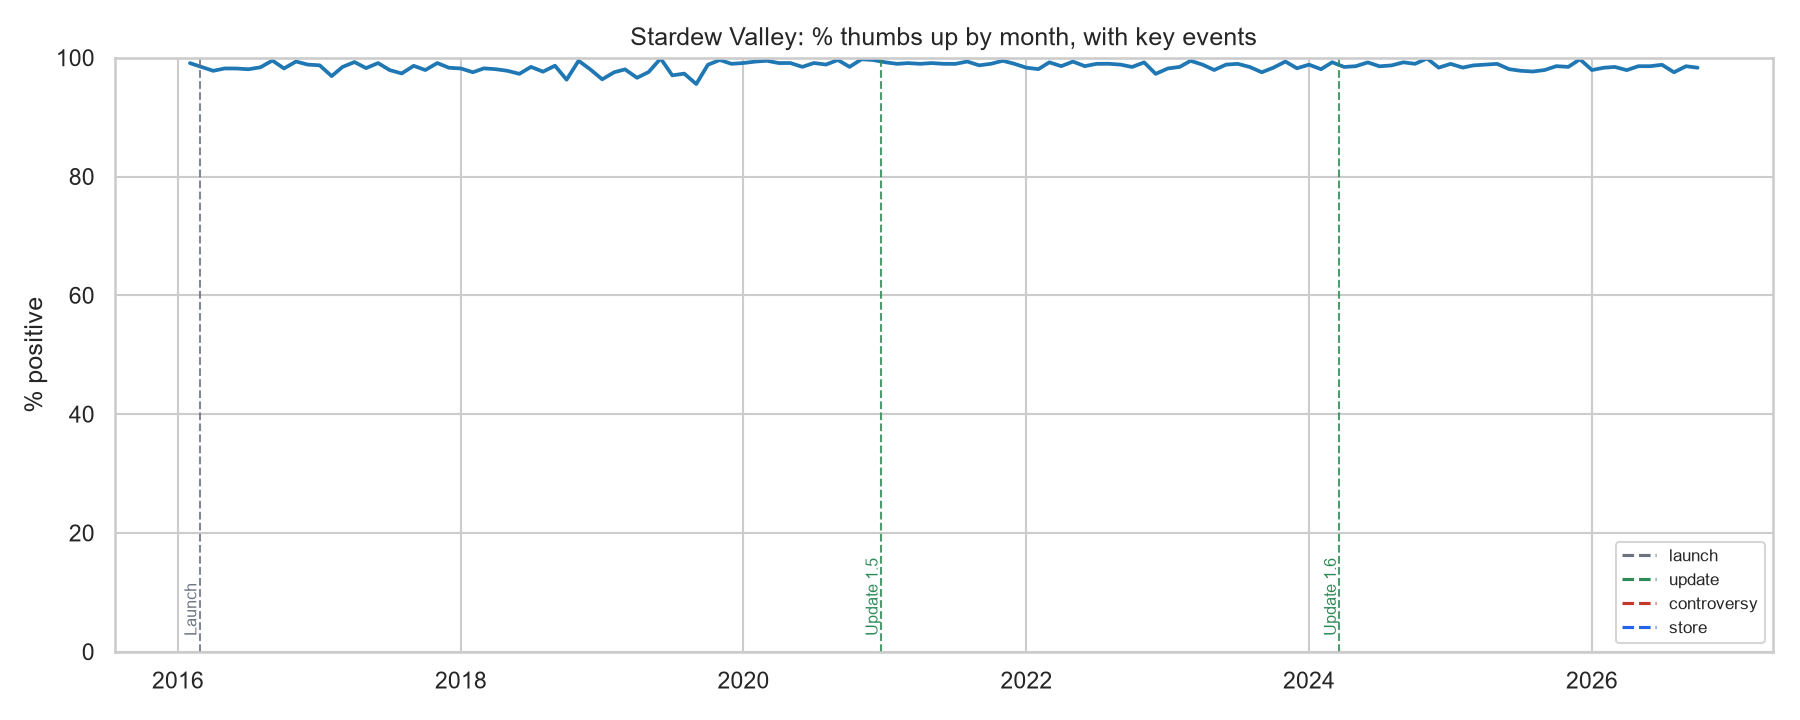 Stardew Valley: % thumbs up by month, with key events
% positive
100
80
60
40
20
0
Launch
Update 1.5
Update 1.6
launch
update
controversy
store
2016
2018
2020
2022
2024
2026